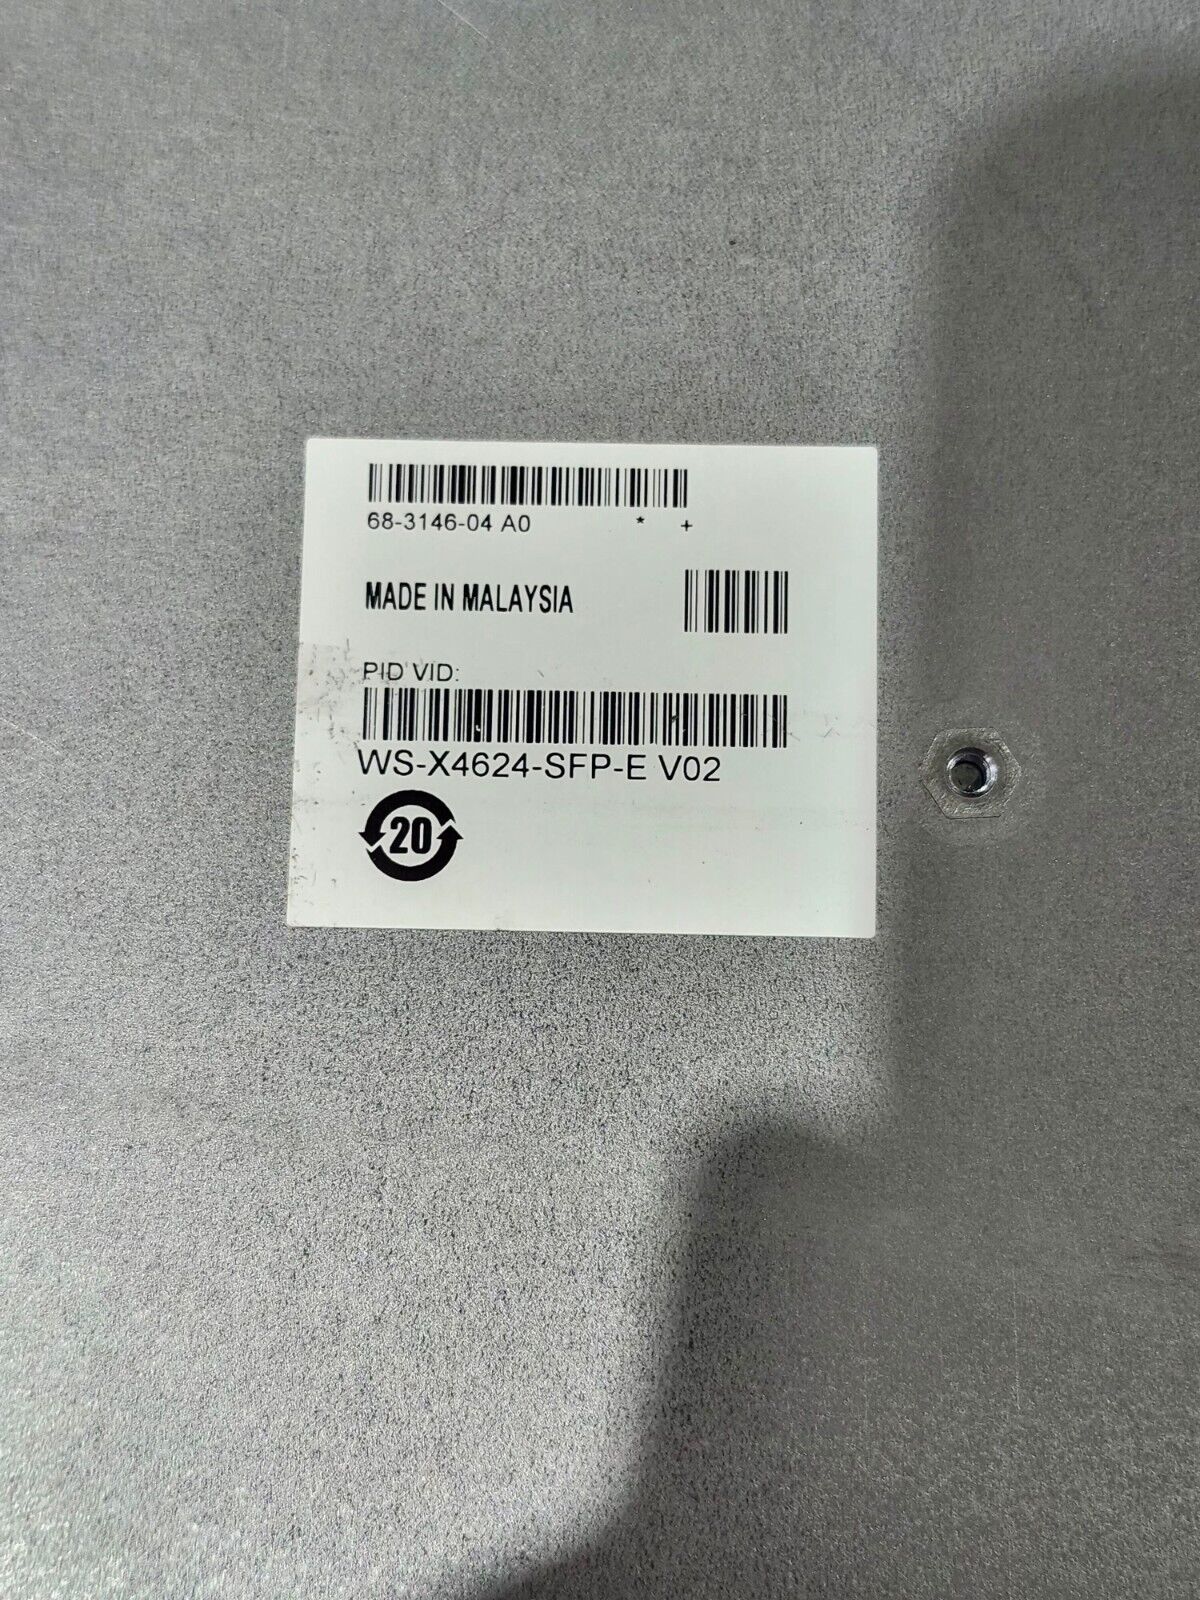 68-3146-04 A0 * +
MADE IN MALAYSIA
PID VID:
WS-X4624-SFP-E V02
20